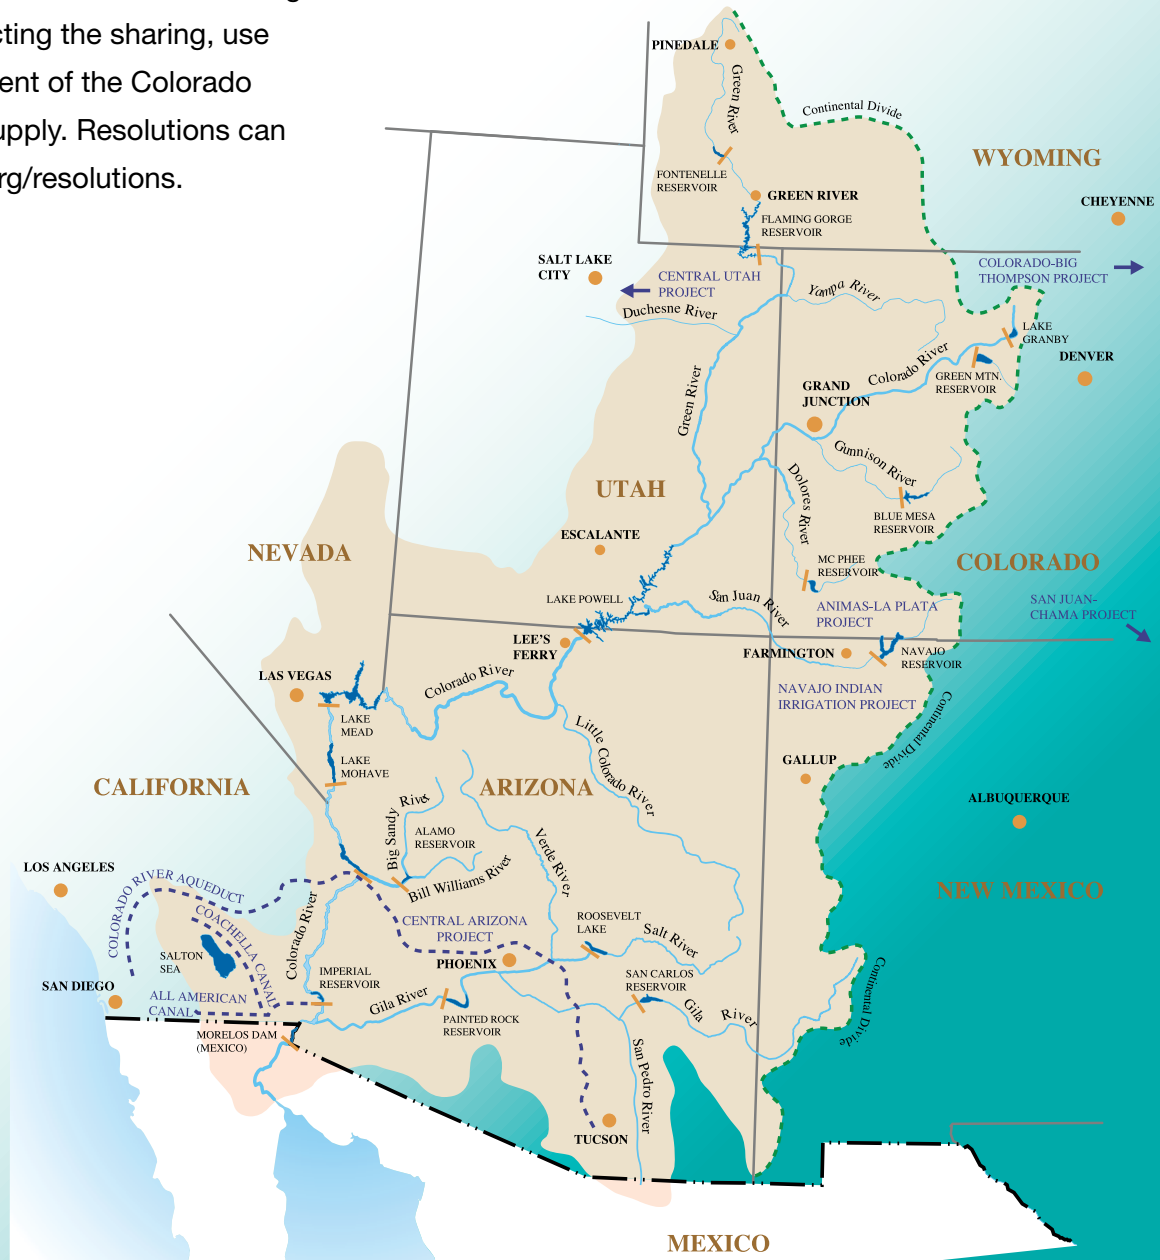 cting the sharing, use
ent of the Colorado
upply. Resolutions can
rg/resolutions.
PINEDALE
Green River
Continental Divide
WYOMING
FONTENELLE
RESERVOIR
GREEN RIVER
CHEYENNE
FLAMING GORGE
RESERVOIR
SALT LAKE
CITY
CENTRAL UTAH
PROJECT
COLORADO-BIG
THOMPSON PROJECT
Yampa River
Duchesne River
LAKE
GRANBY
DENVER
Colorado River
GREEN MTN.
RESERVOIR
GRAND
JUNCTION
Green River
Gunnison River
Dolores River
UTAH
BLUE MESA
RESERVOIR
ESCALANTE
NEVADA
MC PHEE
RESERVOIR
COLORADO
LAKE POWELL
San Juan River
ANIMAS-LA PLATA
PROJECT
SAN JUAN-
CHAMA PROJECT
LEE'S
FERRY
FARMINGTON
NAVAJO
RESERVOIR
LAS VEGAS
Colorado River
NAVAJO INDIAN
IRRIGATION PROJECT
Continental Divide
LAKE
MEAD
Little Colorado River
LAKE
MOHAVE
GALLUP
CALIFORNIA
ARIZONA
ALBUQUERQUE
Big Sandy River
ALAMO
RESERVOIR
Verde River
LOS ANGELES
Bill Williams River
COLORADO RIVER AQUEDUCT
NEW MEXICO
COACHELLA CANAL
Colorado River
CENTRAL ARIZONA
PROJECT
ROOSEVELT
LAKE
Salt River
SALTON
SEA
PHOENIX
IMPERIAL
RESERVOIR
SAN CARLOS
RESERVOIR
Continental Divide
SAN DIEGO
ALL AMERICAN
CANAL
Gila River
PAINTED ROCK
RESERVOIR
Gila River
MORELOS DAM
(MEXICO)
San Pedro River
TUCSON
MEXICO